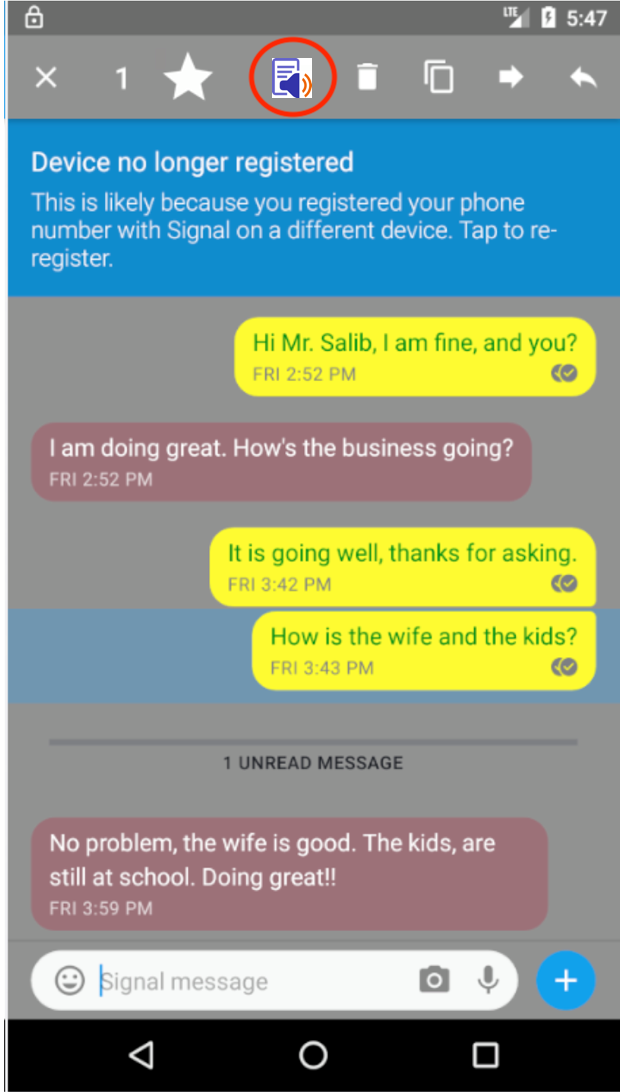 LTE 5:47
1
Device no longer registered
This is likely because you registered your phone
number with Signal on a different device. Tap to re-
register.
Hi Mr. Salib, I am fine, and you?
FRI 2:52 PM
I am doing great. How's the business going?
FRI 2:52 PM
It is going well, thanks for asking.
FRI 3:42 PM
How is the wife and the kids?
FRI 3:43 PM
1 UNREAD MESSAGE
No problem, the wife is good. The kids, are
still at school. Doing great!!
FRI 3:59 PM
Signal message